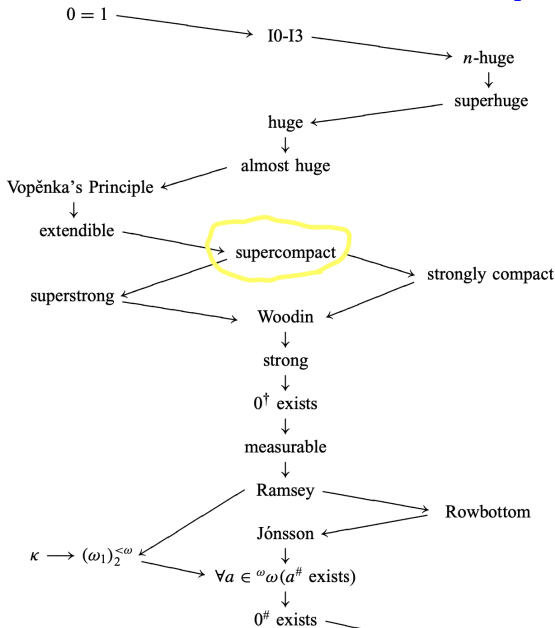 0 = 1
I0-I3
n-huge
superhuge
huge
almost huge
Vopěnka's Principle
extendible
supercompact
strongly compact
superstrong
Woodin
strong
0† exists
measurable
Ramsey
Rowbottom
Jónsson
κ ⟶ (ω₁)₂^{<ω}
∀a ∈ ^ωω(a^# exists)
0^# exists